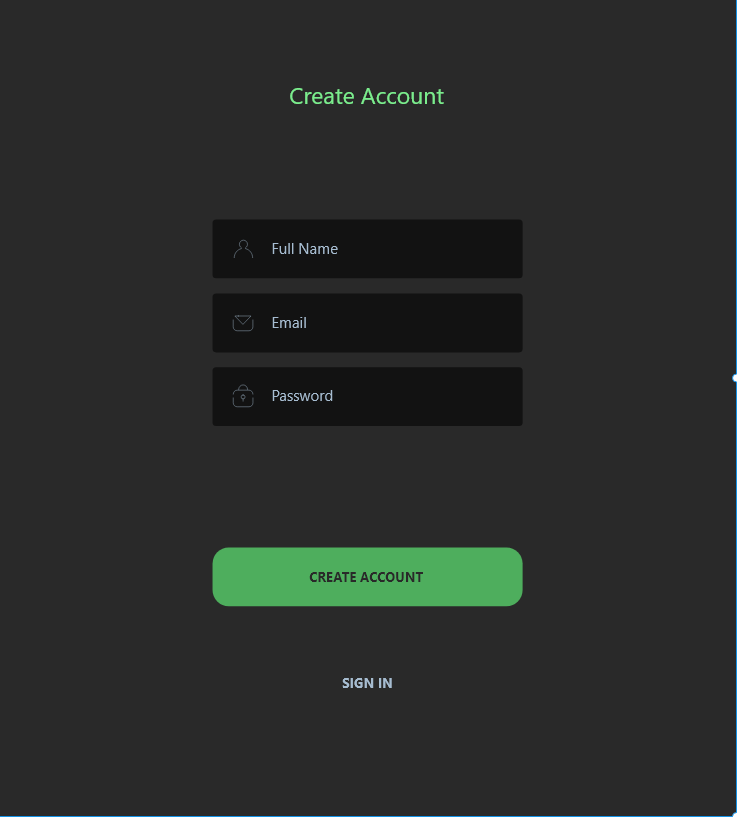 Create Account
Full Name
Email
Password
CREATE ACCOUNT
SIGN IN